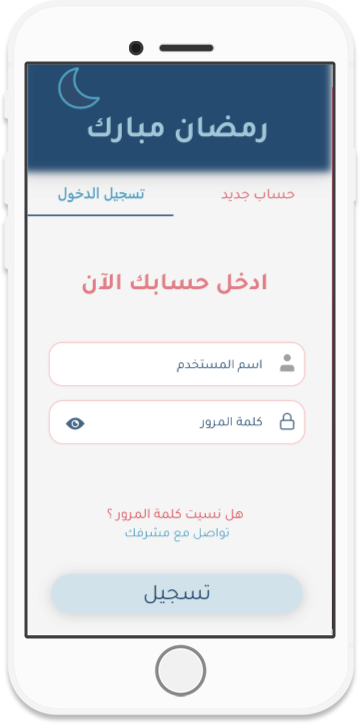 رمضان مبارك
حساب جديد
تسجيل الدخول
ادخل حسابك الآن
اسم المستخدم
كلمة المرور
هل نسيت كلمة المرور ؟
تواصل مع مشرفك
تسجيل